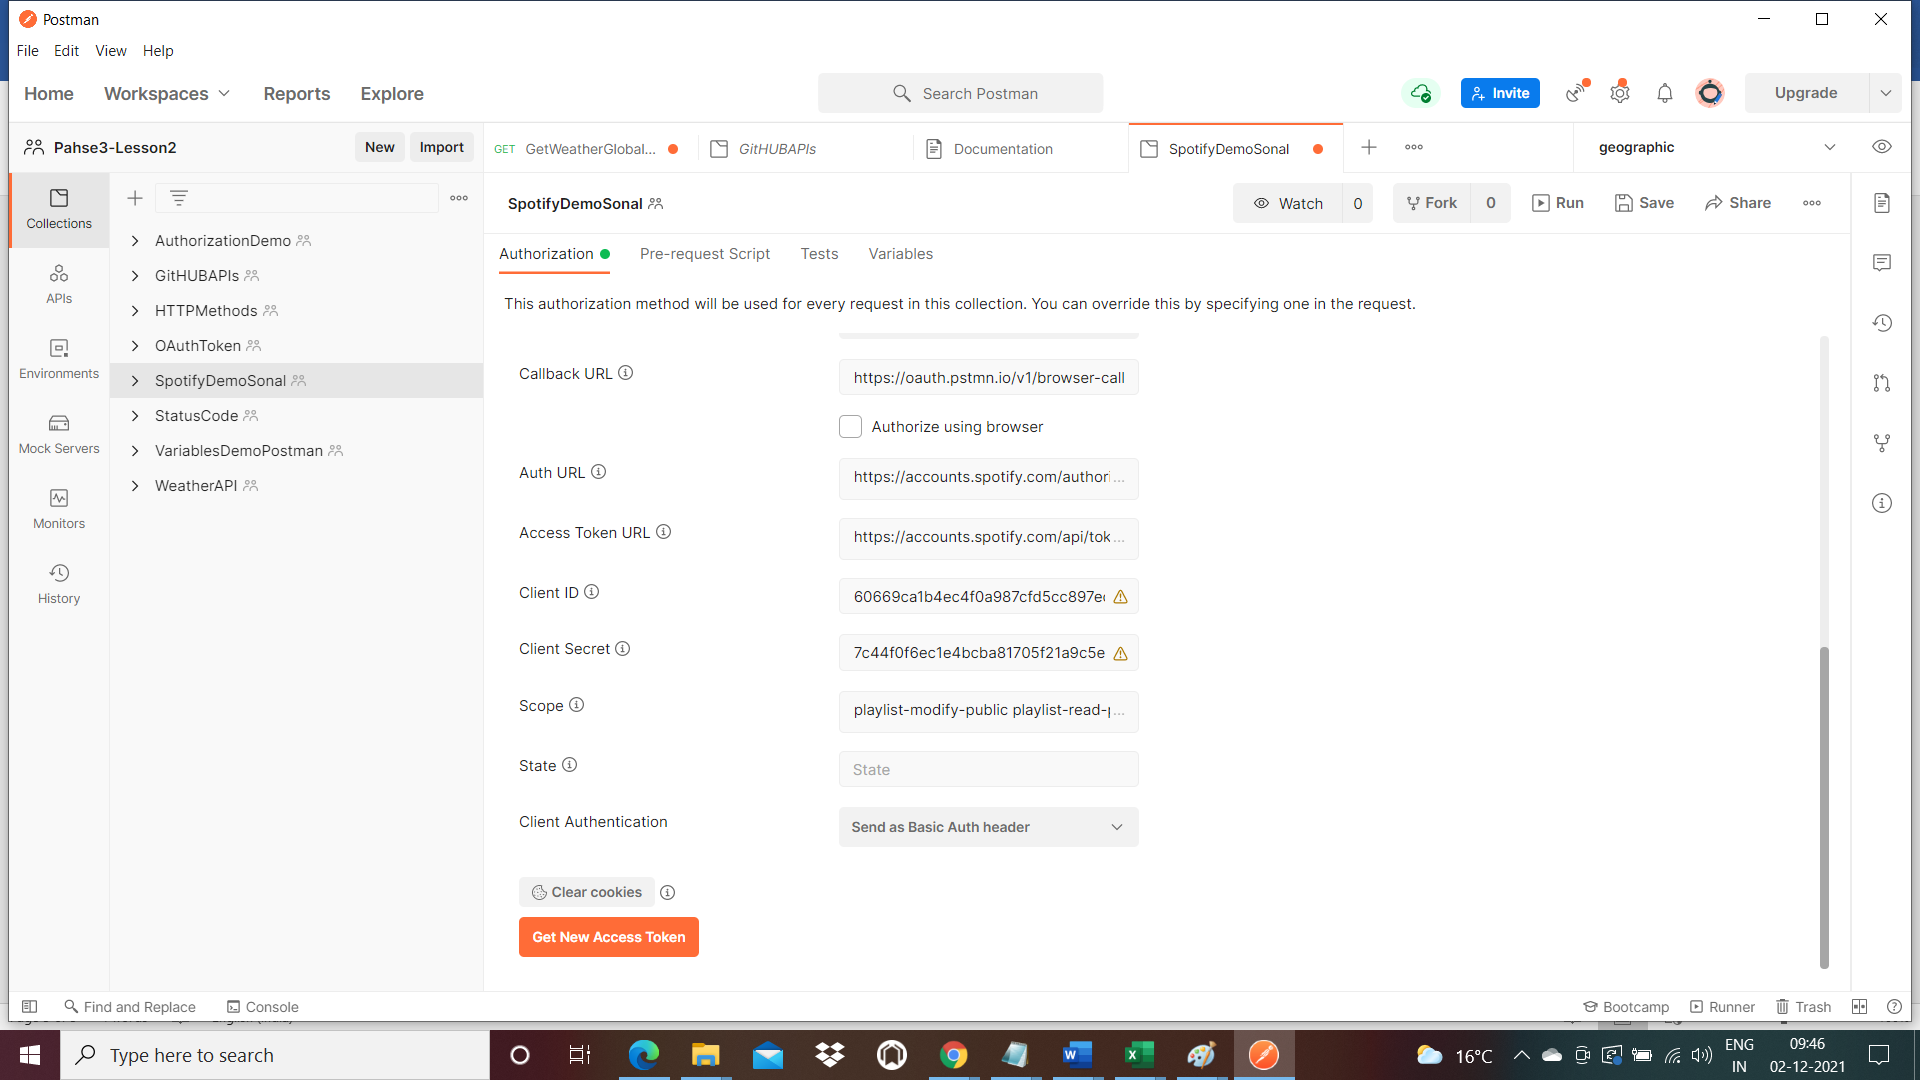 Postman
File Edit View Help
Home Workspaces Reports Explore
Search Postman
Invite
Upgrade
Pahse3-Lesson2
New Import
GET GetWeatherGlobal...
GitHUBAPIs
Documentation
SpotifyDemoSonal
geographic
Collections
APIs
Environments
Mock Servers
Monitors
History
AuthorizationDemo
GitHUBAPIs
HTTPMethods
OAuthToken
SpotifyDemoSonal
StatusCode
VariablesDemoPostman
WeatherAPI
SpotifyDemoSonal
Watch 0
Fork 0
Run
Save
Share
Authorization Pre-request Script Tests Variables
This authorization method will be used for every request in this collection. You can override this by specifying one in the request.
Callback URL
https://oauth.pstmn.io/v1/browser-call
Authorize using browser
Auth URL
https://accounts.spotify.com/authori...
Access Token URL
https://accounts.spotify.com/api/tok...
Client ID
60669ca1b4ec4f0a987cfd5cc897e
Client Secret
7c44f0f6ec1e4bcba81705f21a9c5e
Scope
playlist-modify-public playlist-read-p...
State
State
Client Authentication
Send as Basic Auth header
Clear cookies
Get New Access Token
Find and Replace Console
Bootcamp Runner Trash
Type here to search
16°C
ENG
IN
09:46
02-12-2021